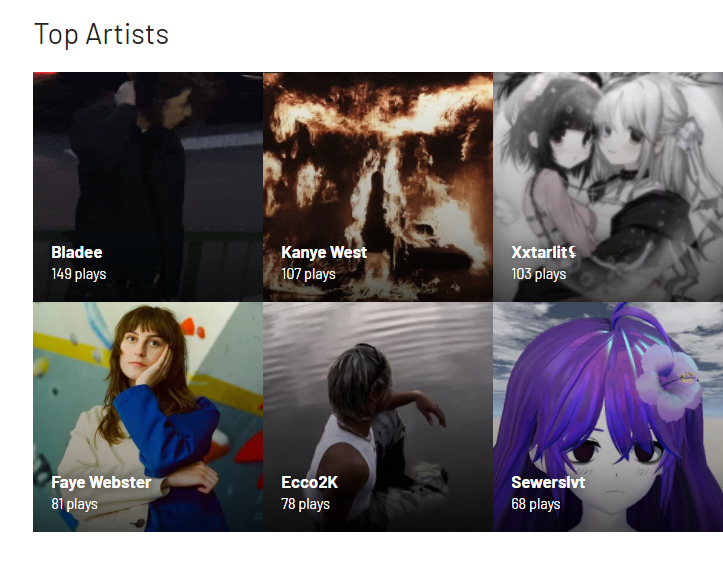 Top Artists
Bladee
149 plays
Kanye West
107 plays
Xxtarlit⚸
103 plays
Faye Webster
81 plays
Ecco2K
78 plays
Sewerslvt
68 plays